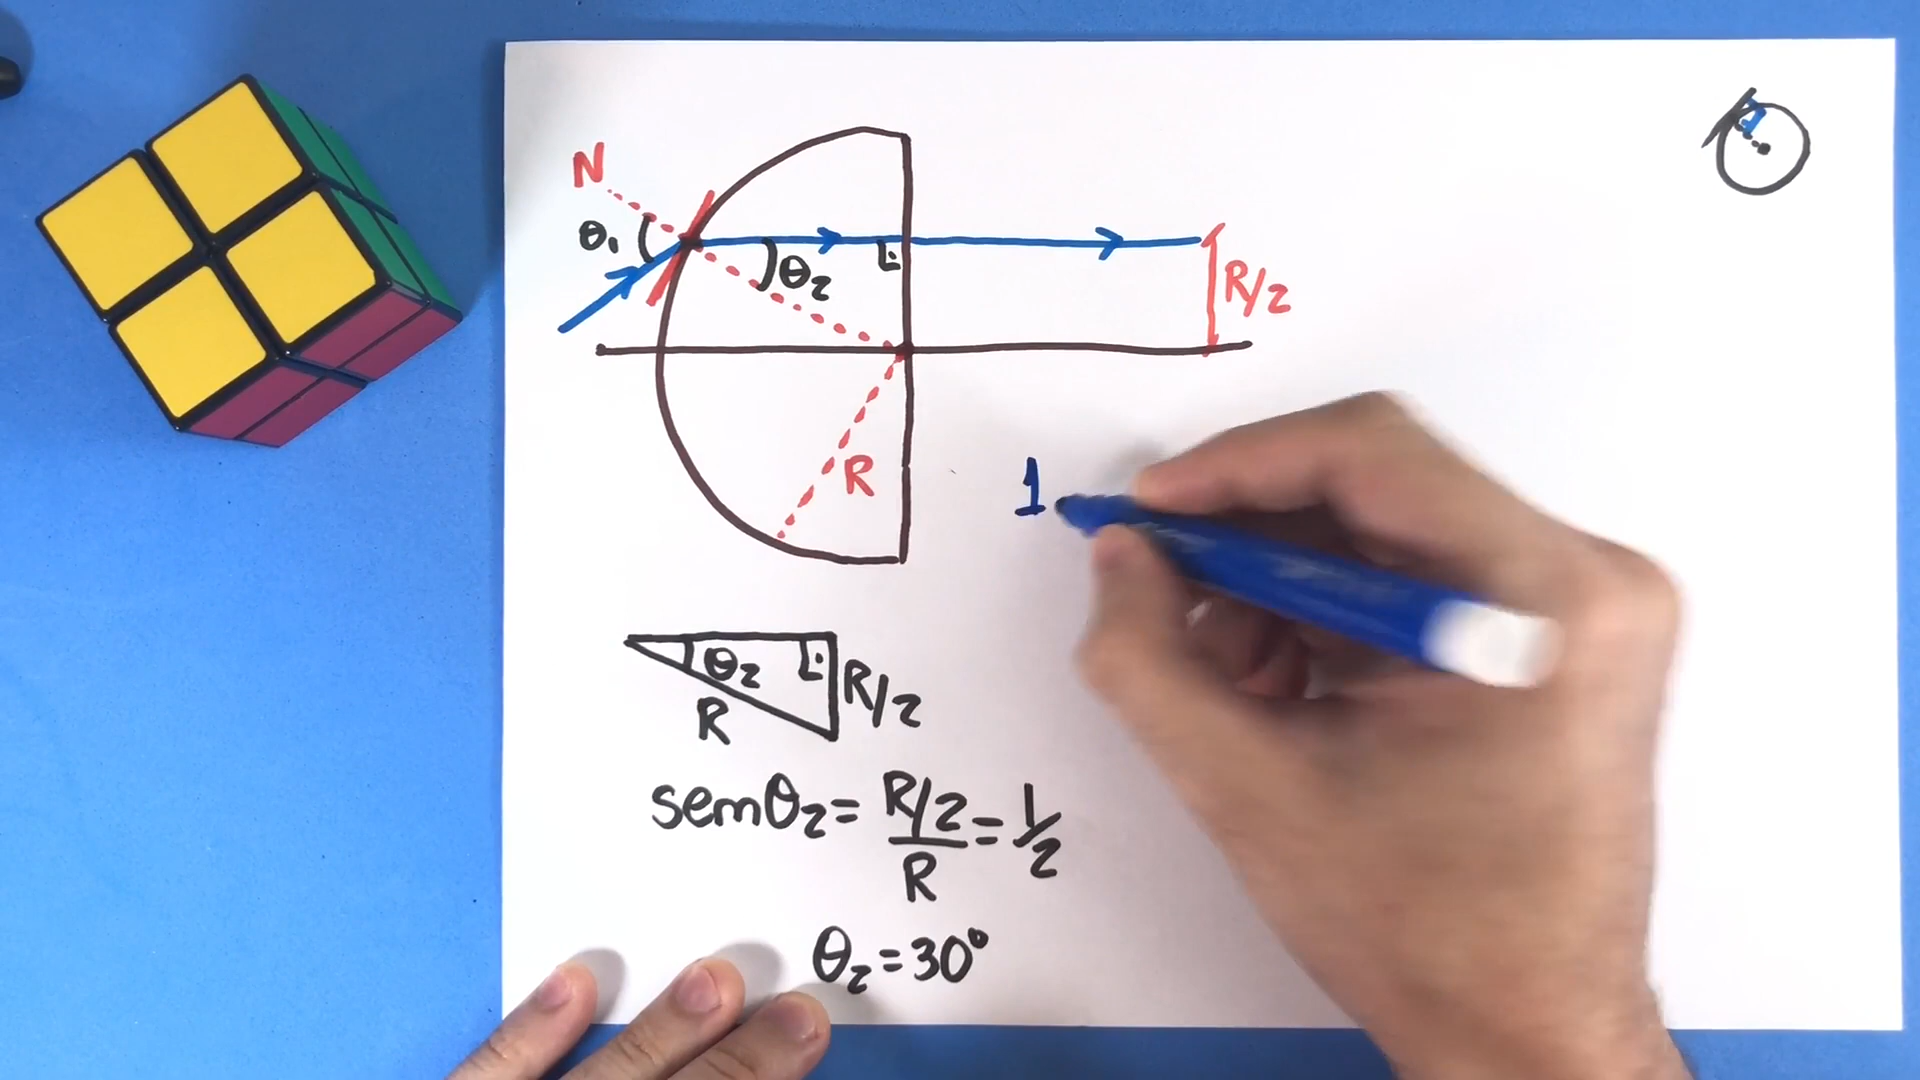 N
θ₁
θ₂
R/2
R
1
θ₂
R/2
R
senθ₂ = R/2 / R = 1/2
θ₂ = 30°